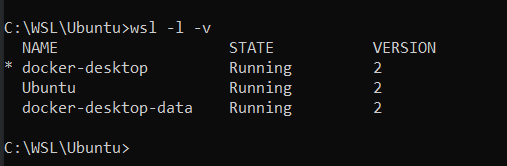 C:\WSL\Ubuntu>wsl -l -v
  NAME                   STATE           VERSION
* docker-desktop         Running         2
  Ubuntu                 Running         2
  docker-desktop-data    Running         2
C:\WSL\Ubuntu>